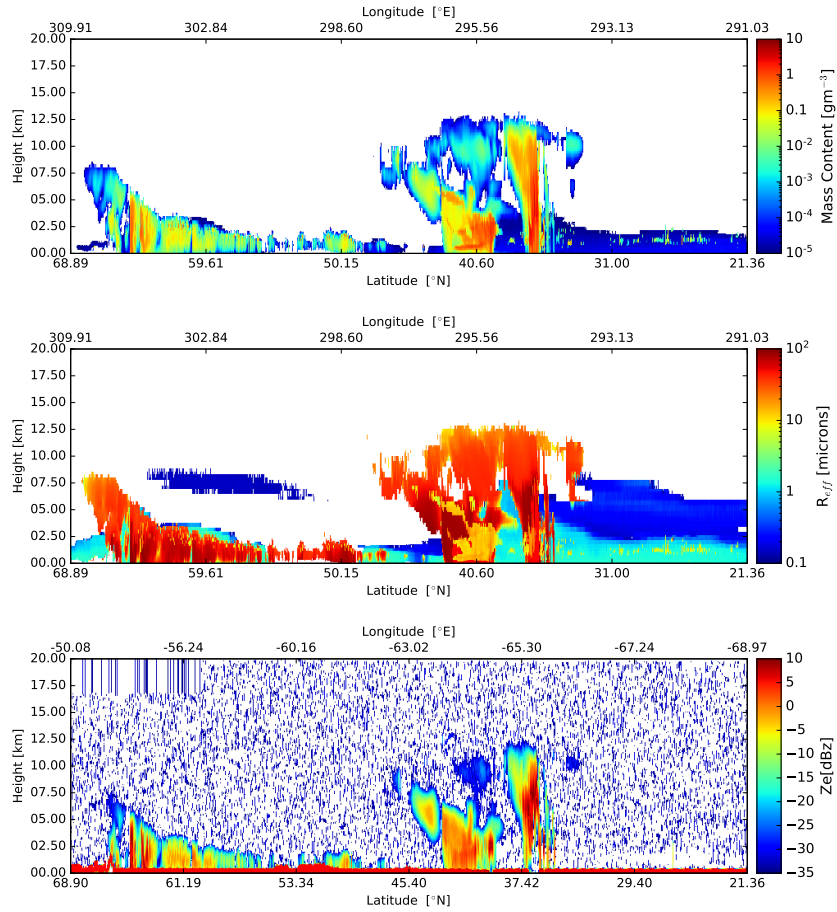 Longitude [°E]
309.91 302.84 298.60 295.56 293.13 291.03
20.00
17.50
15.00
12.50
10.00
07.50
05.00
02.50
00.00
Height [km]
68.89 59.61 50.15 40.60 31.00 21.36
Latitude [°N]
10
1
0.1
10^-2
10^-3
10^-4
10^-5
Mass Content [gm^-3]
Longitude [°E]
309.91 302.84 298.60 295.56 293.13 291.03
20.00
17.50
15.00
12.50
10.00
07.50
05.00
02.50
00.00
Height [km]
68.89 59.61 50.15 40.60 31.00 21.36
Latitude [°N]
10^2
10
1
0.1
R_eff [microns]
Longitude [°E]
-50.08 -56.24 -60.16 -63.02 -65.30 -67.24 -68.97
20.00
17.50
15.00
12.50
10.00
07.50
05.00
02.50
00.00
Height [km]
68.90 61.19 53.34 45.40 37.42 29.40 21.36
Latitude [°N]
10
5
0
−5
−10
−15
−20
−25
−30
−35
Ze[dBz]